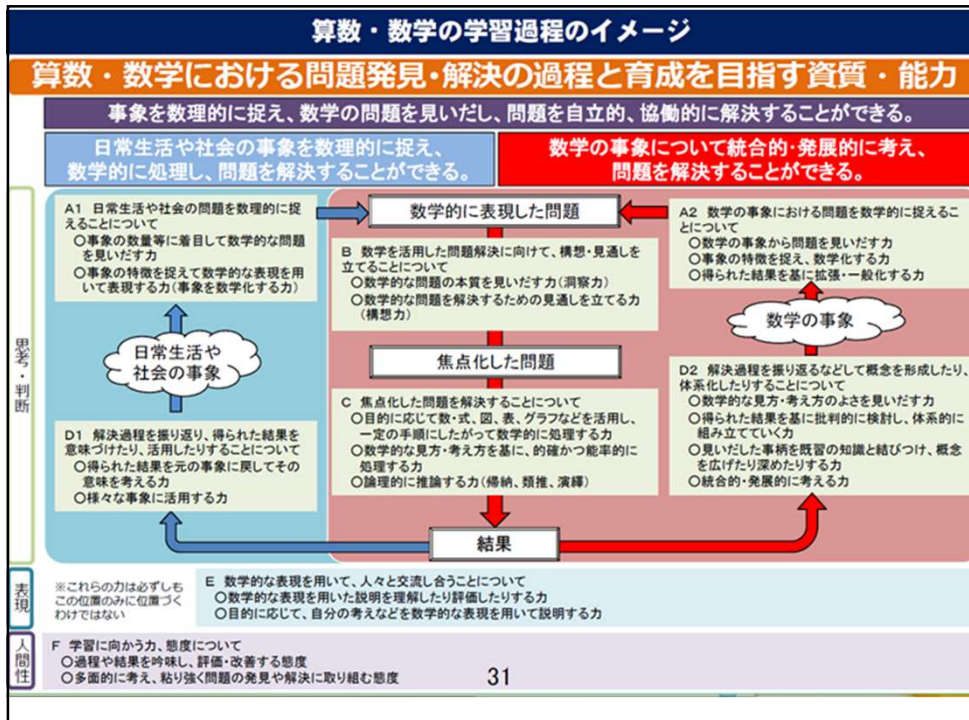 算数・数学の学習過程のイメージ
算数・数学における問題発見・解決の過程と育成を目指す資質・能力
事象を数理的に捉え、数学の問題を見いだし、問題を自立的、協働的に解決することができる。
日常生活や社会の事象を数理的に捉え、
数学的に処理し、問題を解決することができる。
数学の事象について統合的・発展的に考え、
問題を解決することができる。
思考・判断
A1 日常生活や社会の問題を数理的に捉
えることについて
○事象の数量等に着目して数学的な問題
を見いだす力
○事象の特徴を捉えて数学的な表現を用
いて表現する力(事象を数学化する力)
日常生活や
社会の事象
D1 解決過程を振り返り、得られた結果を
意味づけたり、活用したりすることについて
○得られた結果を元の事象に戻してその
意味を考える力
○様々な事象に活用する力
数学的に表現した問題
B 数学を活用した問題解決に向けて、構想・見通しを
立てることについて
○数学的な問題の本質を見いだす力(洞察力)
○数学的な問題を解決するための見通しを立てる力
(構想力)
焦点化した問題
C 焦点化した問題を解決することについて
○目的に応じて数・式、図、表、グラフなどを活用し、
一定の手順にしたがって数学的に処理する力
○数学的な見方・考え方を基に、的確かつ能率的に
処理する力
○論理的に推論する力(帰納、類推、演繹)
結果
A2 数学の事象における問題を数学的に捉えるこ
とについて
○数学の事象から問題を見いだす力
○事象の特徴を捉え、数学化する力
○得られた結果を基に拡張・一般化する力
数学の事象
D2 解決過程を振り返るなどして概念を形成したり、
体系化したりすることについて
○数学的な見方・考え方のよさを見いだす力
○得られた結果を基に批判的に検討し、体系的に
組み立てていく力
○見いだした事柄を既習の知識と結びつけ、概念
を広げたり深めたりする力
○統合的・発展的に考える力
表現
※これらの力は必ずしも
この位置のみに位置づく
わけではない
E 数学的な表現を用いて、人々と交流し合うことについて
○数学的な表現を用いた説明を理解したり評価したりする力
○目的に応じて、自分の考えなどを数学的な表現を用いて説明する力
人間性
F 学習に向かう力、態度について
○過程や結果を吟味し、評価・改善する態度
○多面的に考え、粘り強く問題の発見や解決に取り組む態度
31